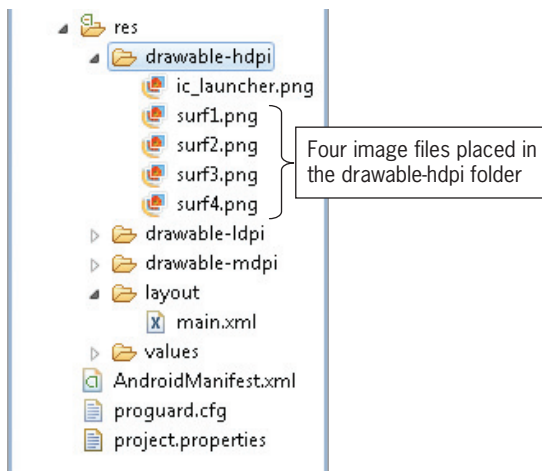 res
drawable-hdpi
ic_launcher.png
surf1.png
surf2.png
surf3.png
surf4.png
Four image files placed in
the drawable-hdpi folder
drawable-ldpi
drawable-mdpi
layout
main.xml
values
AndroidManifest.xml
proguard.cfg
project.properties